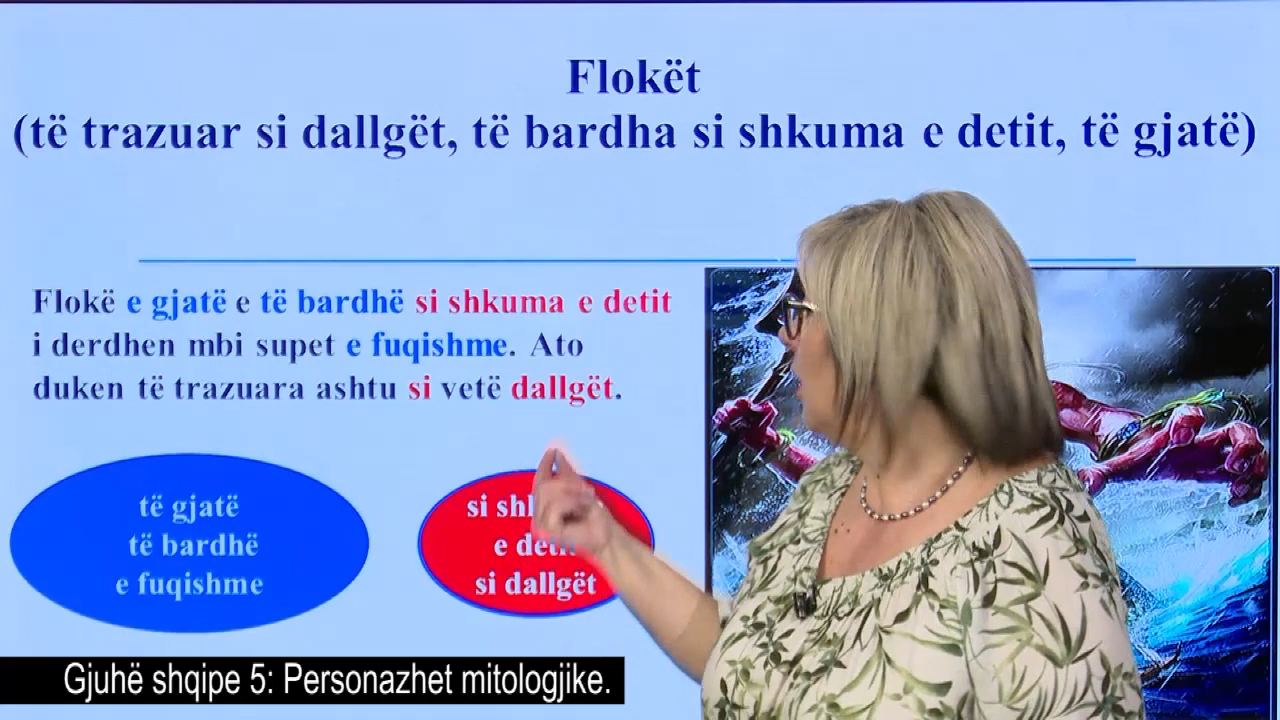 Flokët
(të trazuar si dallgët, të bardha si shkuma e detit, të gjatë)
Flokë e gjatë e të bardhë si shkuma e detit
i derdhen mbi supet e fuqishme. Ato
duken të trazuara ashtu si vetë dallgët.
të gjatë
të bardhë
e fuqishme
si
e
si dallgët
Gjuhë shqipe 5: Personazhet mitologjike.